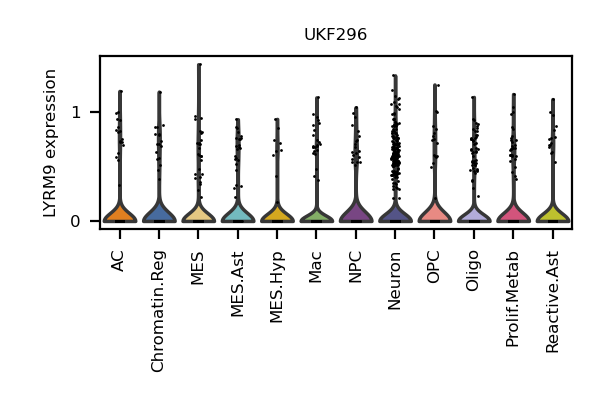 UKF296
LYRM9 expression
1
0
AC
Chromatin.Reg
MES
MES.Ast
MES.Hyp
Mac
NPC
Neuron
OPC
Oligo
Prolif.Metab
Reactive.Ast